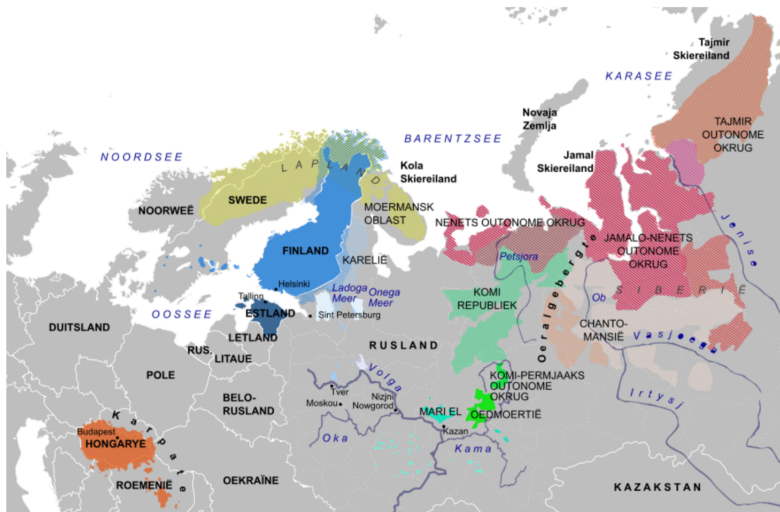 Tajmir
Skiereiland
KARASEE
Novaja
Zemlja
TAJMIR
OUTONOME
OKRUG
BARENTZSEE
NOORDSEE
LAPLAND
Kola
Skiereiland
Jamal
Skiereiland
SWEDE
NOORWEË
MOERMANSK
OBLAST
NENETS OUTONOME OKRUG
JAMALO-NENETS
OUTONOME
OKRUG
Jenise
FINLAND
KARELIË
Petsjora
Oeralgebergte
Helsinki
Ladoga
Meer
Onega
Meer
KOMI
REPUBLIEK
Ob
SIBERIË
Talling
ESTLAND
Sint Petersburg
OOSSEE
CHANTO-
MANSIË
DUITSLAND
LETLAND
RUSLAND
Vasjoega
RUS.
LITAUE
POLE
Volga
KOMI-PERMJAAKS
OUTONOME
OKRUG
Irtysj
BELO-
RUSLAND
Tver
Moskou
Nizjni
Nowgorod
MARI EL
OEDMOERTIË
Karpate
Budapest
HONGARYE
Oka
Kazan
Kama
ROEMENIË
OEKRAÏNE
KAZAKSTAN